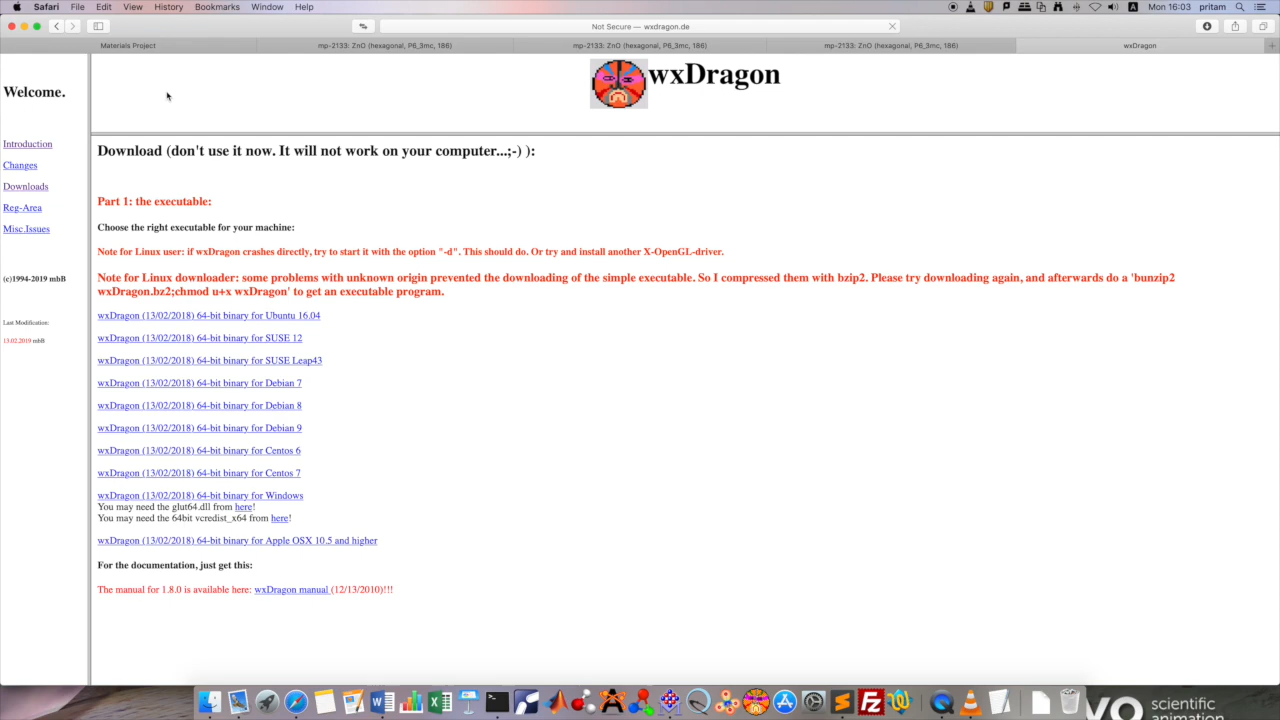 Safari File Edit View History Bookmarks Window Help
A Mon 16:03 pritam
Not Secure — wxdragon.de
Materials Project
mp-2133: ZnO (hexagonal, P6_3mc, 186)
mp-2133: ZnO (hexagonal, P6_3mc, 186)
mp-2133: ZnO (hexagonal, P6_3mc, 186)
wxDragon
Welcome.
Introduction
Changes
Downloads
Reg-Area
Misc.Issues
(c)1994-2019 mbB
Last Modification:
13.02.2019 mbB
wxDragon
Download (don't use it now. It will not work on your computer...;-) ):
Part 1: the executable:
Choose the right executable for your machine:
Note for Linux user: if wxDragon crashes directly, try to start it with the option "-d". This should do. Or try and install another X-OpenGL-driver.
Note for Linux downloader: some problems with unknown origin prevented the downloading of the simple executable. So I compressed them with bzip2. Please try downloading again, and afterwards do a 'bunzip2
wxDragon.bz2;chmod u+x wxDragon' to get an executable program.
wxDragon (13/02/2018) 64-bit binary for Ubuntu 16.04
wxDragon (13/02/2018) 64-bit binary for SUSE 12
wxDragon (13/02/2018) 64-bit binary for SUSE Leap43
wxDragon (13/02/2018) 64-bit binary for Debian 7
wxDragon (13/02/2018) 64-bit binary for Debian 8
wxDragon (13/02/2018) 64-bit binary for Debian 9
wxDragon (13/02/2018) 64-bit binary for Centos 6
wxDragon (13/02/2018) 64-bit binary for Centos 7
wxDragon (13/02/2018) 64-bit binary for Windows
You may need the glut64.dll from here!
You may need the 64bit vcredist_x64 from here!
wxDragon (13/02/2018) 64-bit binary for Apple OSX 10.5 and higher
For the documentation, just get this:
The manual for 1.8.0 is available here: wxDragon manual (12/13/2010)!!!
scientific
animation